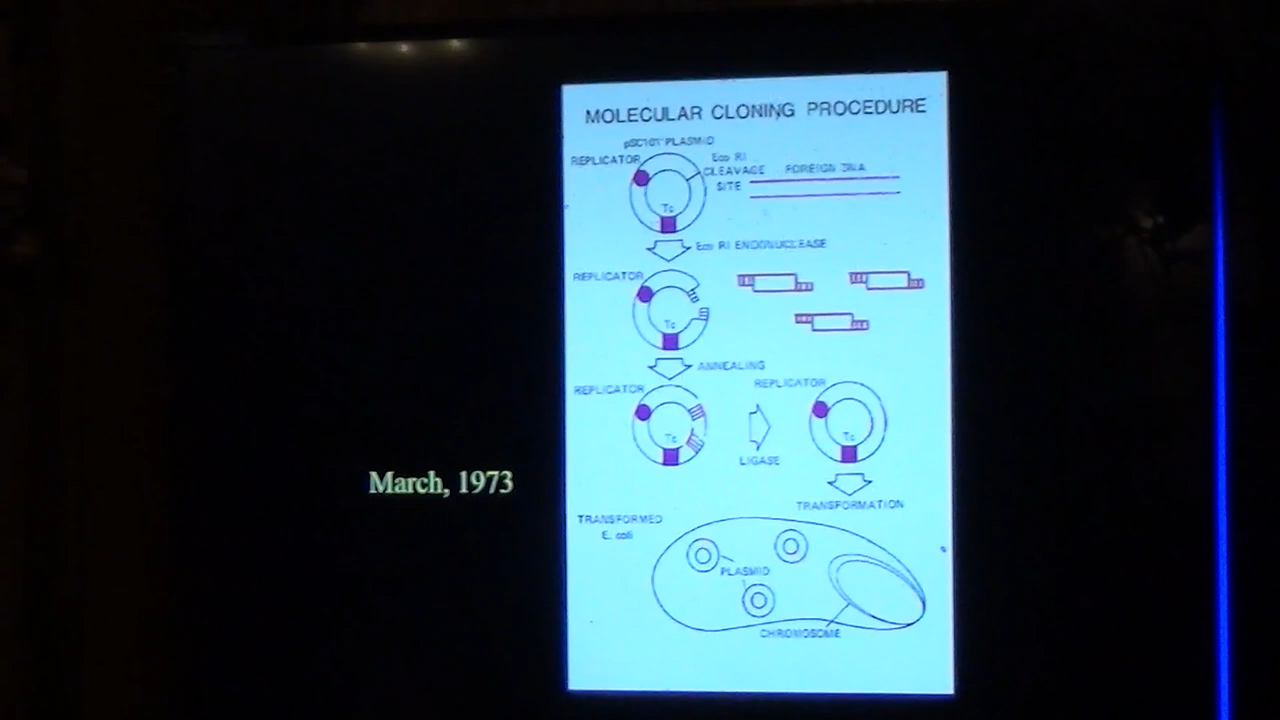 MOLECULAR CLONING PROCEDURE
pSC101 PLASMID
REPLICATOR
Eco RI
CLEAVAGE
SITE
FOREIGN DNA
Tc
Eco RI ENDONUCLEASE
REPLICATOR
Tc
ANNEALING
REPLICATOR
Tc
LIGASE
REPLICATOR
Tc
TRANSFORMATION
March, 1973
TRANSFORMED
E. coli
PLASMID
CHROMOSOME